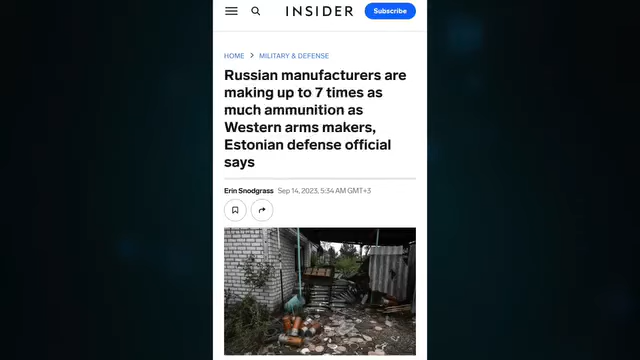 INSIDER
Subscribe
HOME > MILITARY & DEFENSE
Russian manufacturers are
making up to 7 times as
much ammunition as
Western arms makers,
Estonian defense official
says
Erin Snodgrass Sep 14, 2023, 5:34 AM GMT+3